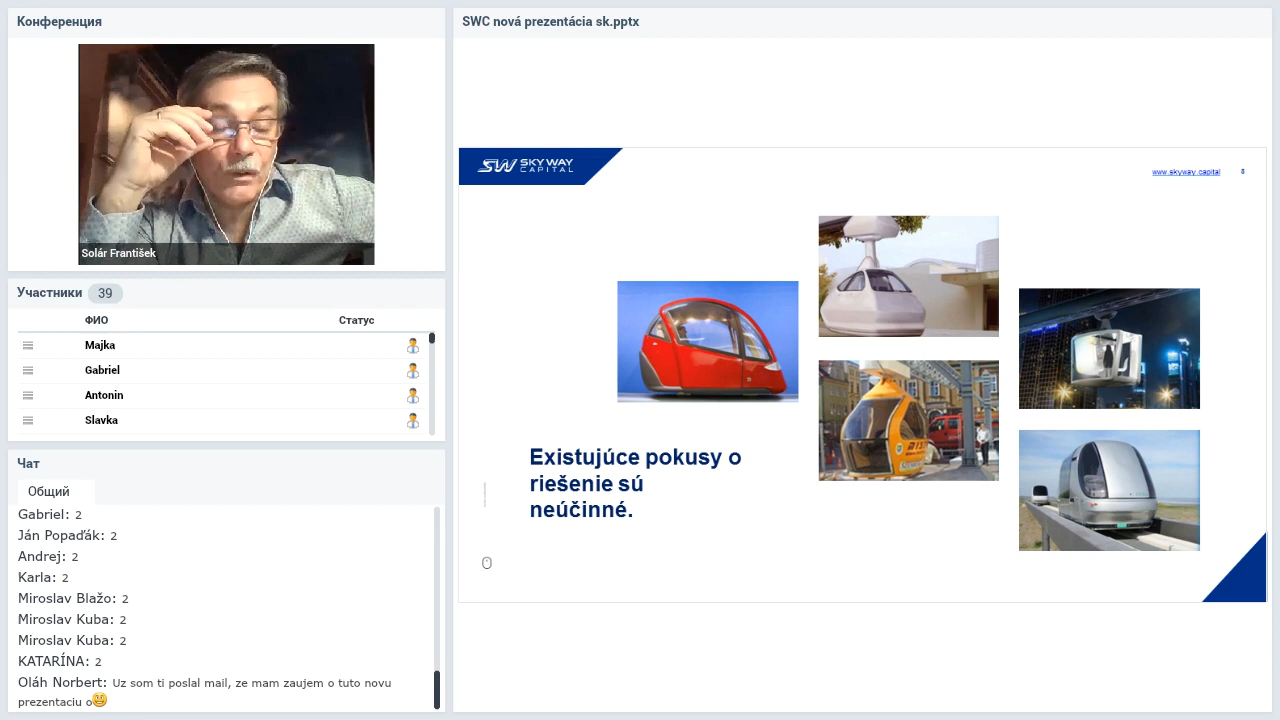 Конференция
Solár František
Участники 39
ФИО Статус
Majka
Gabriel
Antonin
Slavka
Чат
Общий
Gabriel: 2
Ján Popaďák: 2
Andrej: 2
Karla: 2
Miroslav Blažo: 2
Miroslav Kuba: 2
Miroslav Kuba: 2
KATARÍNA: 2
Oláh Norbert: Uz som ti poslal mail, ze mam zaujem o tuto novu
prezentaciu o
SWC nová prezentácia sk.pptx
SW SKY WAY
CAPITAL
www.skyway.capital 8
Existujúce pokusy o
riešenie sú
neúčinné.